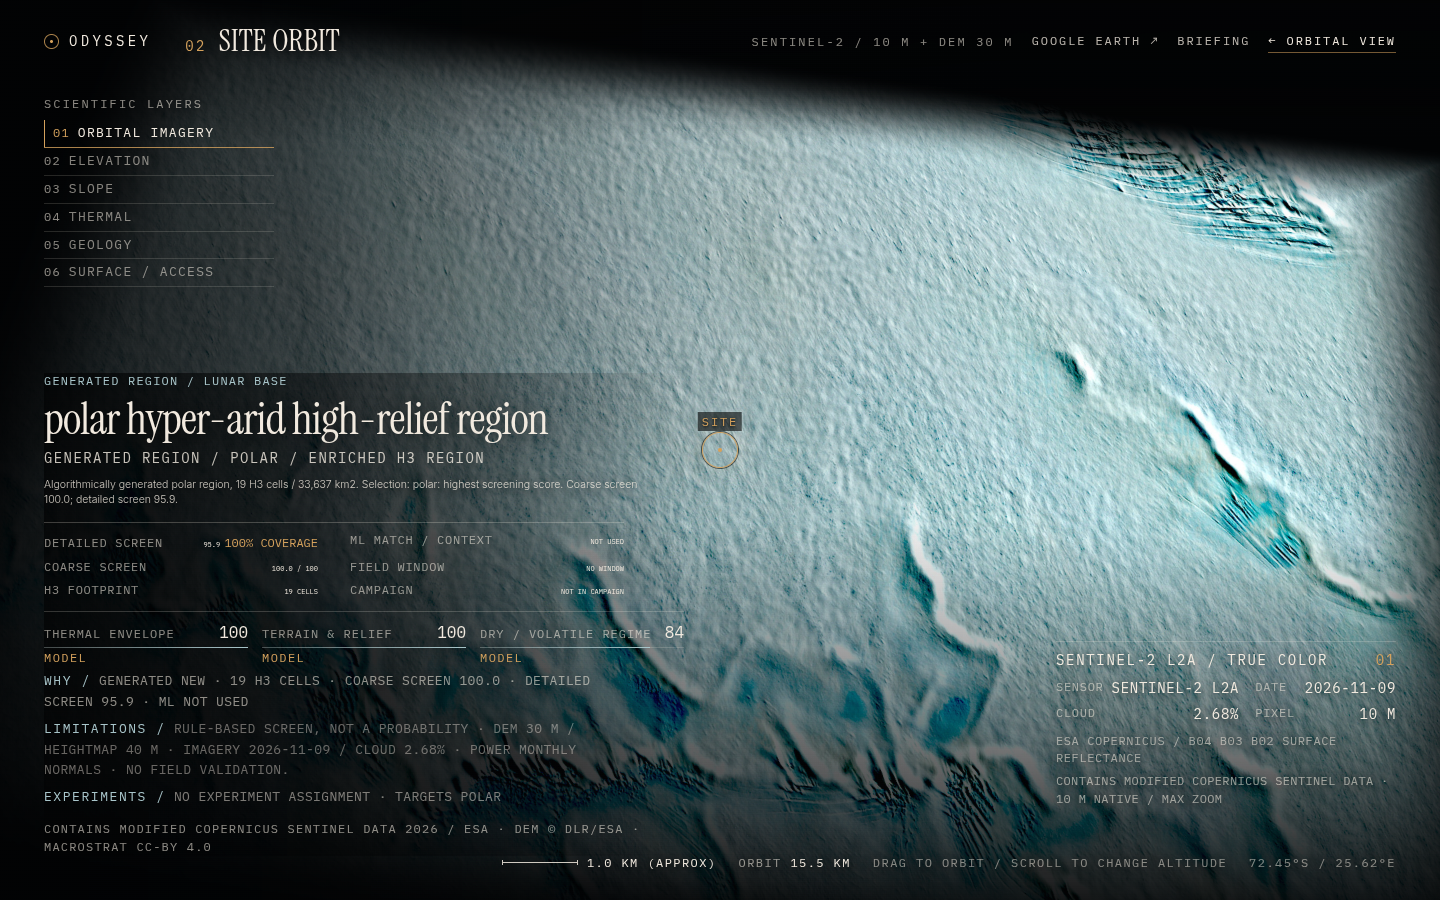 ODYSSEY
02 SITE ORBIT
SENTINEL-2 / 10 M + DEM 30 M
GOOGLE EARTH ↗
BRIEFING
← ORBITAL VIEW
SCIENTIFIC LAYERS
01 ORBITAL IMAGERY
02 ELEVATION
03 SLOPE
04 THERMAL
05 GEOLOGY
06 SURFACE / ACCESS
GENERATED REGION / LUNAR BASE
polar hyper-arid high-relief region
GENERATED REGION / POLAR / ENRICHED H3 REGION
Algorithmically generated polar region, 19 H3 cells / 33,637 km2. Selection: polar: highest screening score. Coarse screen
100.0; detailed screen 95.9.
SITE
DETAILED SCREEN 95.9 100% COVERAGE
ML MATCH / CONTEXT NOT USED
COARSE SCREEN 100.0 / 100
FIELD WINDOW NO WINDOW
H3 FOOTPRINT 19 CELLS
CAMPAIGN NOT IN CAMPAIGN
THERMAL ENVELOPE 100
MODEL
TERRAIN & RELIEF 100
MODEL
DRY / VOLATILE REGIME 84
MODEL
WHY / GENERATED NEW · 19 H3 CELLS · COARSE SCREEN 100.0 · DETAILED
SCREEN 95.9 · ML NOT USED
LIMITATIONS / RULE-BASED SCREEN, NOT A PROBABILITY · DEM 30 M /
HEIGHTMAP 40 M · IMAGERY 2026-11-09 / CLOUD 2.68% · POWER MONTHLY
NORMALS · NO FIELD VALIDATION.
EXPERIMENTS / NO EXPERIMENT ASSIGNMENT · TARGETS POLAR
CONTAINS MODIFIED COPERNICUS SENTINEL DATA 2026 / ESA · DEM © DLR/ESA ·
MACROSTRAT CC-BY 4.0
SENTINEL-2 L2A / TRUE COLOR 01
SENSOR SENTINEL-2 L2A DATE 2026-11-09
CLOUD 2.68% PIXEL 10 M
ESA COPERNICUS / B04 B03 B02 SURFACE
REFLECTANCE
CONTAINS MODIFIED COPERNICUS SENTINEL DATA ·
10 M NATIVE / MAX ZOOM
1.0 KM (APPROX)
ORBIT 15.5 KM
DRAG TO ORBIT / SCROLL TO CHANGE ALTITUDE
72.45°S / 25.62°E